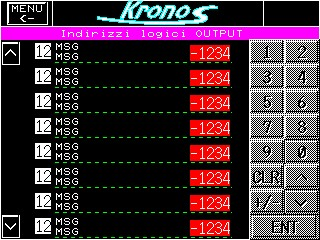 MENU
<-
Kronos
Indirizzi logici OUTPUT
12 MSG MSG -1234
12 MSG MSG -1234
12 MSG MSG -1234
12 MSG MSG -1234
12 MSG MSG -1234
12 MSG MSG -1234
12 MSG MSG -1234
12 MSG MSG -1234
1 2
3 4
5 6
7 8
9 0
CLR
+/-
ENT